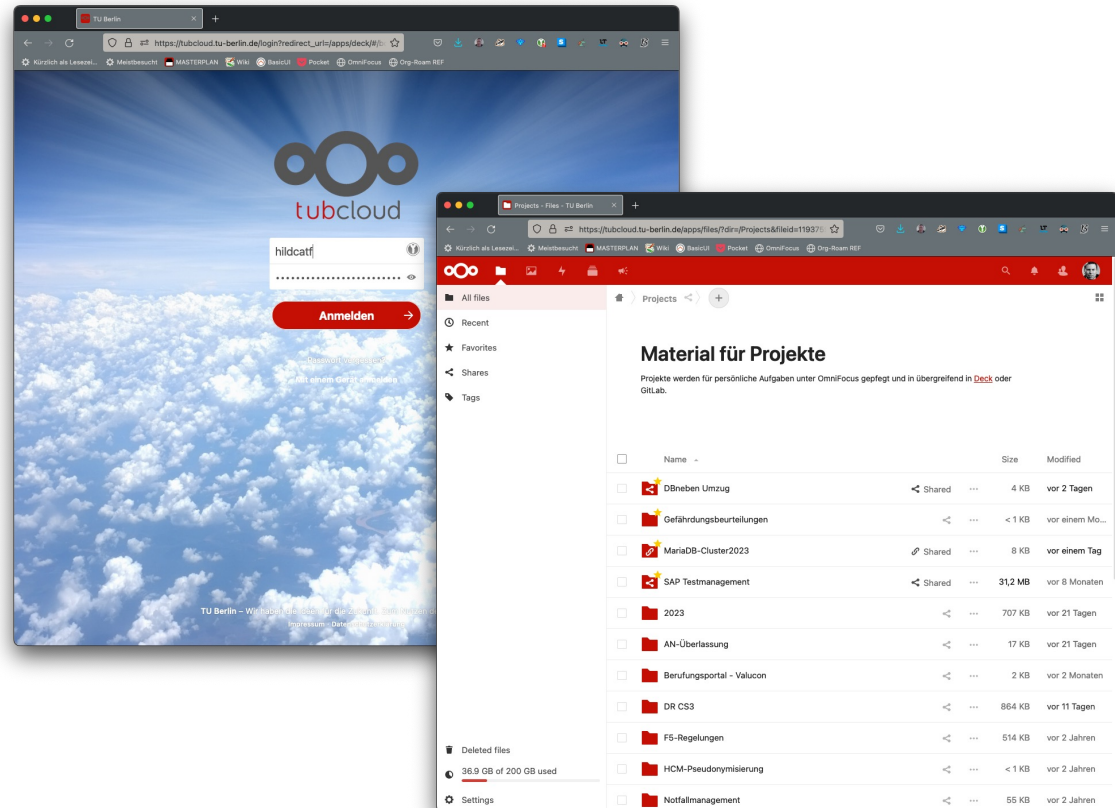 TU Berlin
https://tubcloud.tu-berlin.de/login?redirect_url=/apps/deck/#/b
Kürzlich als Lesezei... Meistbesucht MASTERPLAN Wiki BasicUI Pocket OmniFocus Org-Roam REF
tubcloud
hildcatf
Anmelden
TU Berlin – Wir haben die Ideen für die
Impressum
Projects - Files - TU Berlin
https://tubcloud.tu-berlin.de/apps/files/?dir=/Projects&fileid=119379
Kürzlich als Lesezei... Meistbesucht MASTERPLAN Wiki BasicUI Pocket OmniFocus Org-Roam REF
All files
Recent
Favorites
Shares
Tags
Deleted files
36.9 GB of 200 GB used
Settings
Projects
Material für Projekte
Projekte werden für persönliche Aufgaben unter OmniFocus gepfegt und in übergreifend in Deck oder
GitLab.
Name Size Modified
DBneben Umzug Shared 4 KB vor 2 Tagen
Gefährdungsbeurteilungen < 1 KB vor einem Mo...
MariaDB-Cluster2023 Shared 8 KB vor einem Tag
SAP Testmanagement Shared 31,2 MB vor 8 Monaten
2023 707 KB vor 21 Tagen
AN-Überlassung 17 KB vor 21 Tagen
Berufungsportal - Valucon 2 KB vor 2 Monaten
DR CS3 864 KB vor 11 Tagen
F5-Regelungen 514 KB vor 2 Jahren
HCM-Pseudonymisierung < 1 KB vor 2 Jahren
Notfallmanagement 55 KB vor 2 Jahren